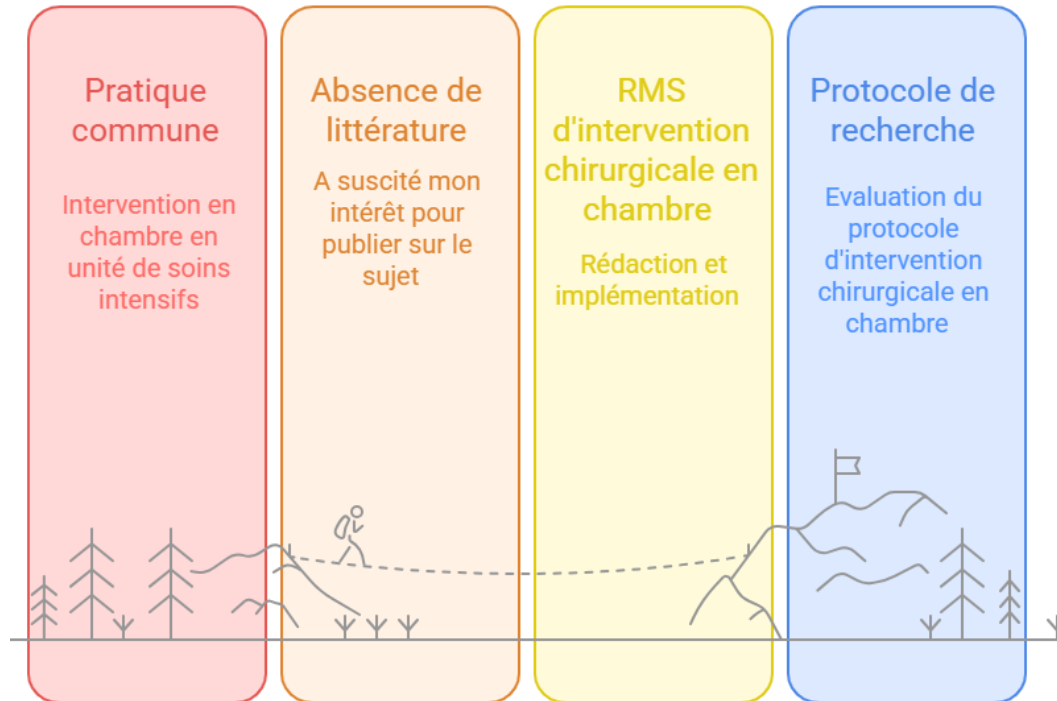 Pratique
commune
Intervention en
chambre en
unité de soins
intensifs
Absence de
littérature
A suscité mon
intérêt pour
publier sur le
sujet
RMS
d'intervention
chirurgicale en
chambre
Rédaction et
implémentation
Protocole de
recherche
Evaluation du
protocole
d'intervention
chirurgicale en
chambre